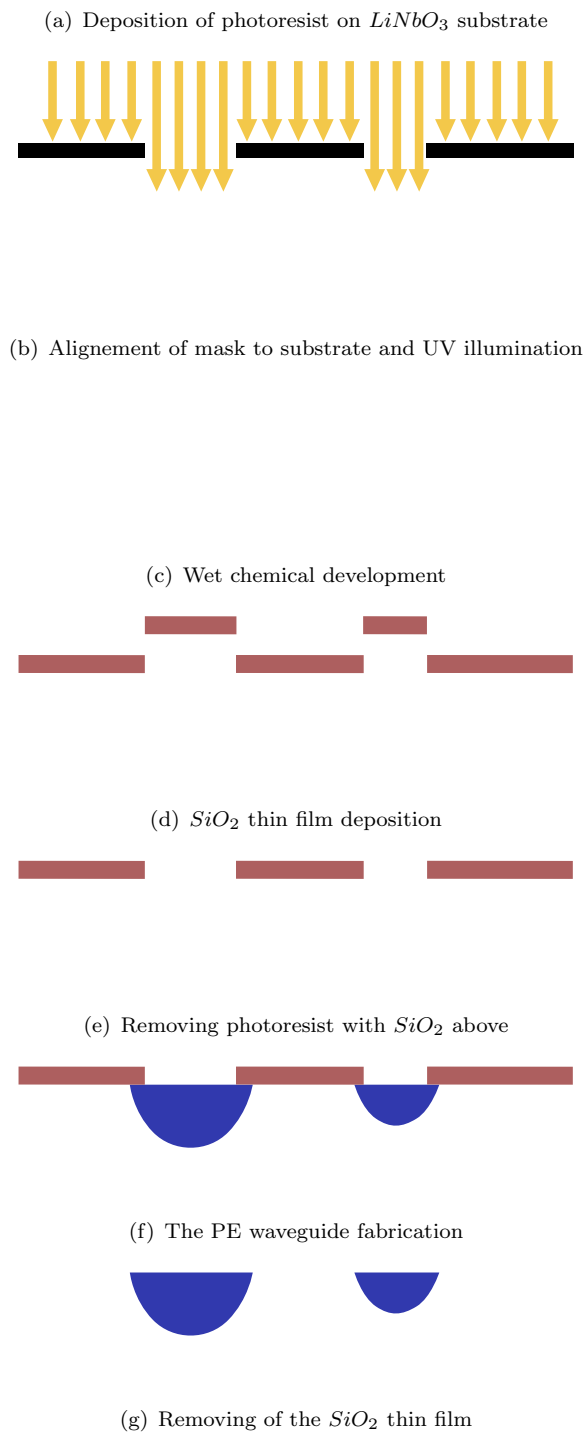 (a) Deposition of photoresist on LiNbO₃ substrate
(b) Alignement of mask to substrate and UV illumination
(c) Wet chemical development
(d) SiO₂ thin film deposition
(e) Removing photoresist with SiO₂ above
(f) The PE waveguide fabrication
(g) Removing of the SiO₂ thin film